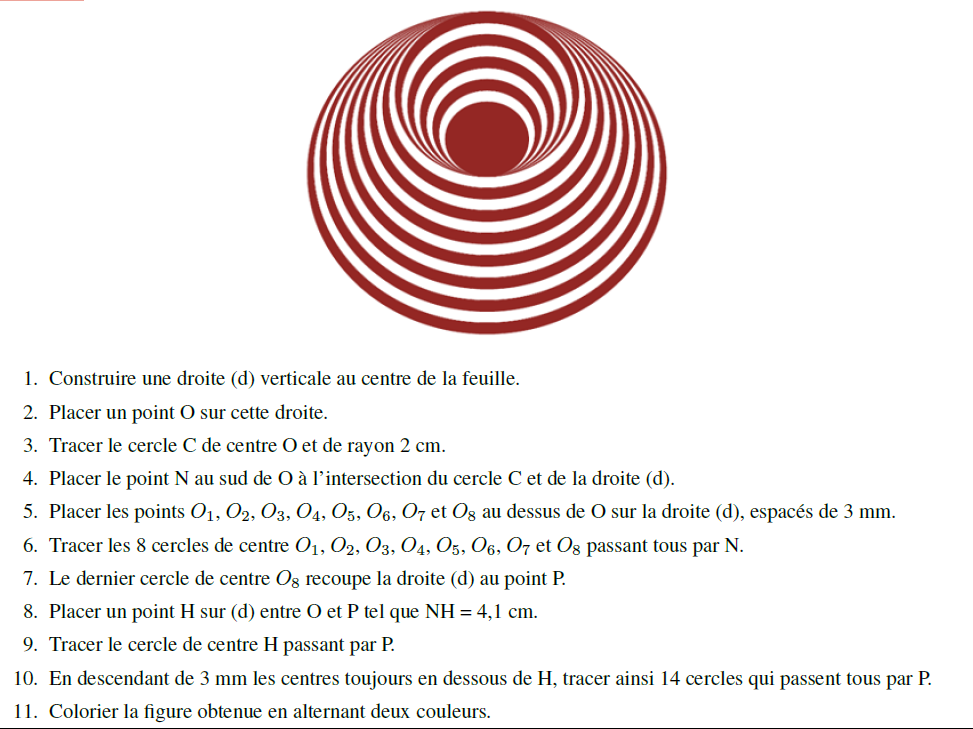 1. Construire une droite (d) verticale au centre de la feuille.
2. Placer un point O sur cette droite.
3. Tracer le cercle C de centre O et de rayon 2 cm.
4. Placer le point N au sud de O à l'intersection du cercle C et de la droite (d).
5. Placer les points O₁, O₂, O₃, O₄, O₅, O₆, O₇ et O₈ au dessus de O sur la droite (d), espacés de 3 mm.
6. Tracer les 8 cercles de centre O₁, O₂, O₃, O₄, O₅, O₆, O₇ et O₈ passant tous par N.
7. Le dernier cercle de centre O₈ recoupe la droite (d) au point P.
8. Placer un point H sur (d) entre O et P tel que NH = 4,1 cm.
9. Tracer le cercle de centre H passant par P.
10. En descendant de 3 mm les centres toujours en dessous de H, tracer ainsi 14 cercles qui passent tous par P.
11. Colorier la figure obtenue en alternant deux couleurs.